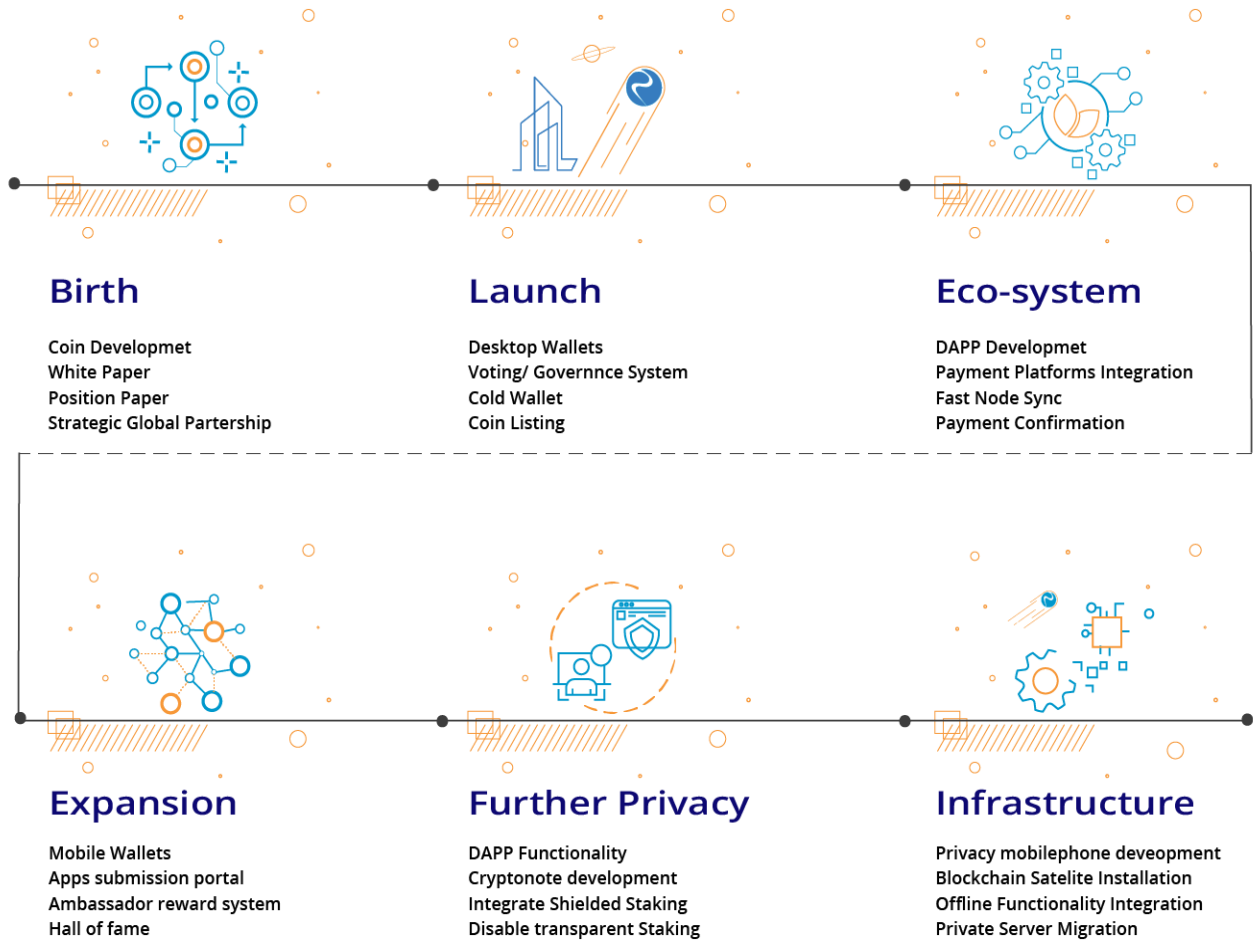 Birth
Coin Developmet
White Paper
Position Paper
Strategic Global Partership
Launch
Desktop Wallets
Voting/ Governnce System
Cold Wallet
Coin Listing
Eco-system
DAPP Developmet
Payment Platforms Integration
Fast Node Sync
Payment Confirmation
Expansion
Mobile Wallets
Apps submission portal
Ambassador reward system
Hall of fame
Further Privacy
DAPP Functionality
Cryptonote development
Integrate Shielded Staking
Disable transparent Staking
Infrastructure
Privacy mobilephone deveopment
Blockchain Satelite Installation
Offline Functionality Integration
Private Server Migration